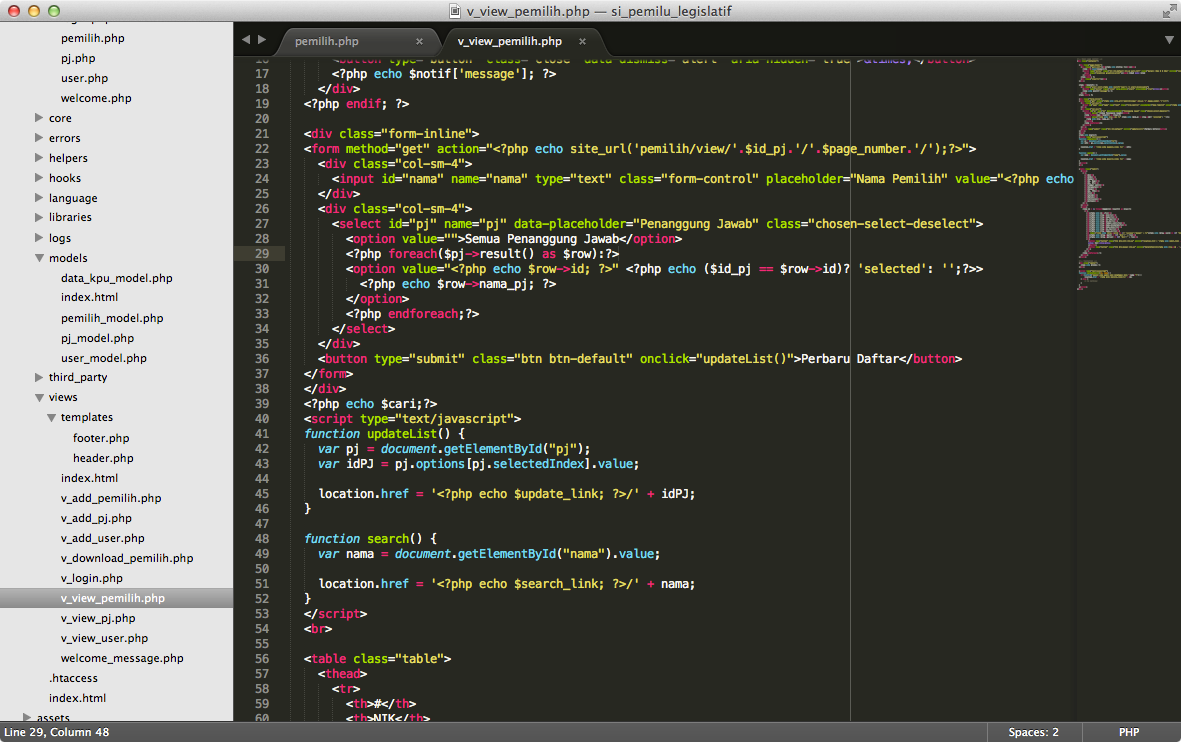 v_view_pemilih.php — si_pemilu_legislatif
pemilih.php
pj.php
user.php
welcome.php
core
errors
helpers
hooks
language
libraries
logs
models
data_kpu_model.php
index.html
pemilih_model.php
pj_model.php
user_model.php
third_party
views
templates
footer.php
header.php
index.html
v_add_pemilih.php
v_add_pj.php
v_add_user.php
v_download_pemilih.php
v_login.php
v_view_pemilih.php
v_view_pj.php
v_view_user.php
welcome_message.php
.htaccess
index.html
assets
pemilih.php × v_view_pemilih.php ×
16 <button type="button" class="close" data-dismiss="alert" aria-hidden="true">&times;</button>
17 <?php echo $notif['message']; ?>
18 </div>
19 <?php endif; ?>
20
21 <div class="form-inline">
22 <form method="get" action="<?php echo site_url('pemilih/view/'.$id_pj.'/'.$page_number.'/');?>">
23 <div class="col-sm-4">
24 <input id="nama" name="nama" type="text" class="form-control" placeholder="Nama Pemilih" value="<?php echo
25 </div>
26 <div class="col-sm-4">
27 <select id="pj" name="pj" data-placeholder="Penanggung Jawab" class="chosen-select-deselect">
28 <option value="">Semua Penanggung Jawab</option>
29 <?php foreach($pj->result() as $row):?>
30 <option value="<?php echo $row->id; ?>" <?php echo ($id_pj == $row->id)? 'selected': '';?>>
31 <?php echo $row->nama_pj; ?>
32 </option>
33 <?php endforeach;?>
34 </select>
35 </div>
36 <button type="submit" class="btn btn-default" onclick="updateList()">Perbaru Daftar</button>
37 </form>
38 </div>
39 <?php echo $cari;?>
40 <script type="text/javascript">
41 function updateList() {
42 var pj = document.getElementById("pj");
43 var idPJ = pj.options[pj.selectedIndex].value;
44
45 location.href = '<?php echo $update_link; ?>/' + idPJ;
46 }
47
48 function search() {
49 var nama = document.getElementById("nama").value;
50
51 location.href = '<?php echo $search_link; ?>/' + nama;
52 }
53 </script>
54 <br>
55
56 <table class="table">
57 <thead>
58 <tr>
59 <th>#</th>
60 <th>NIK</th>
Line 29, Column 48
Spaces: 2
PHP